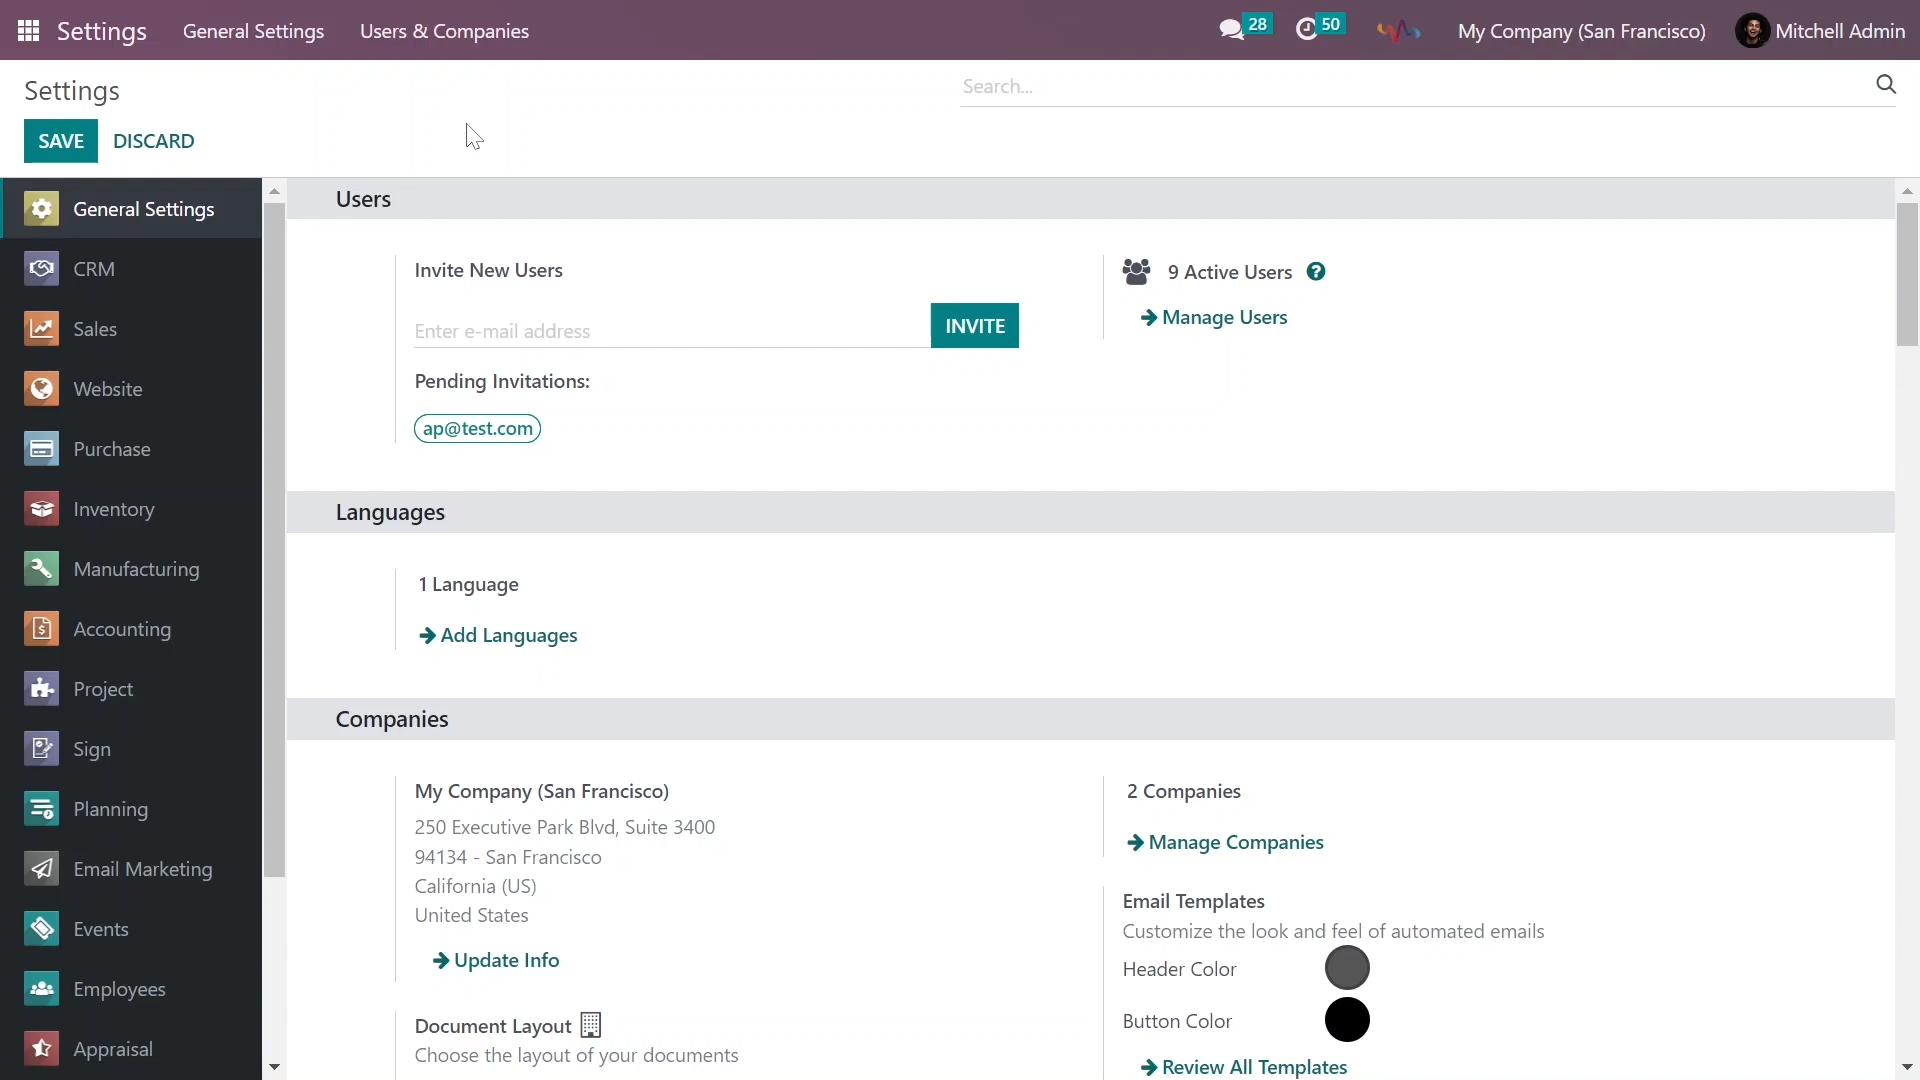 Settings
General Settings
Users & Companies
28
50
My Company (San Francisco)
Mitchell Admin
Settings
Search...
SAVE
DISCARD
General Settings
CRM
Sales
Website
Purchase
Inventory
Manufacturing
Accounting
Project
Sign
Planning
Email Marketing
Events
Employees
Appraisal
Users
Invite New Users
Enter e-mail address
INVITE
Pending Invitations:
ap@test.com
9 Active Users
Manage Users
Languages
1 Language
Add Languages
Companies
My Company (San Francisco)
250 Executive Park Blvd, Suite 3400
94134 - San Francisco
California (US)
United States
Update Info
Document Layout
Choose the layout of your documents
2 Companies
Manage Companies
Email Templates
Customize the look and feel of automated emails
Header Color
Button Color
Review All Templates